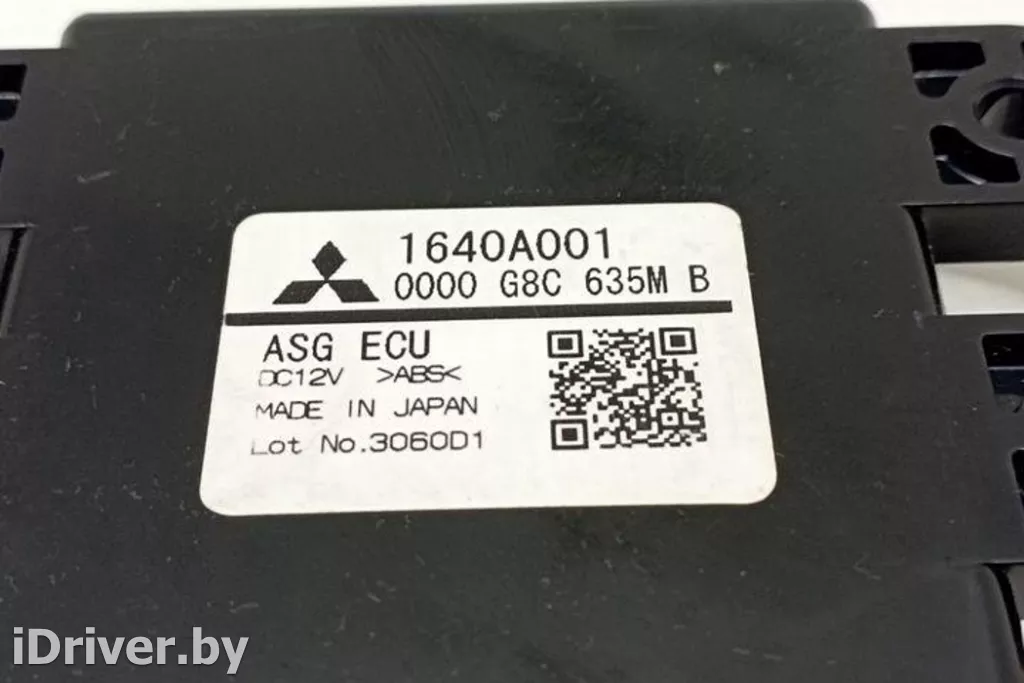 1640A001
0000 G8C 635M B
ASG ECU
DC12V >ABS<
MADE IN JAPAN
Lot No.3060D1
iDriver.by